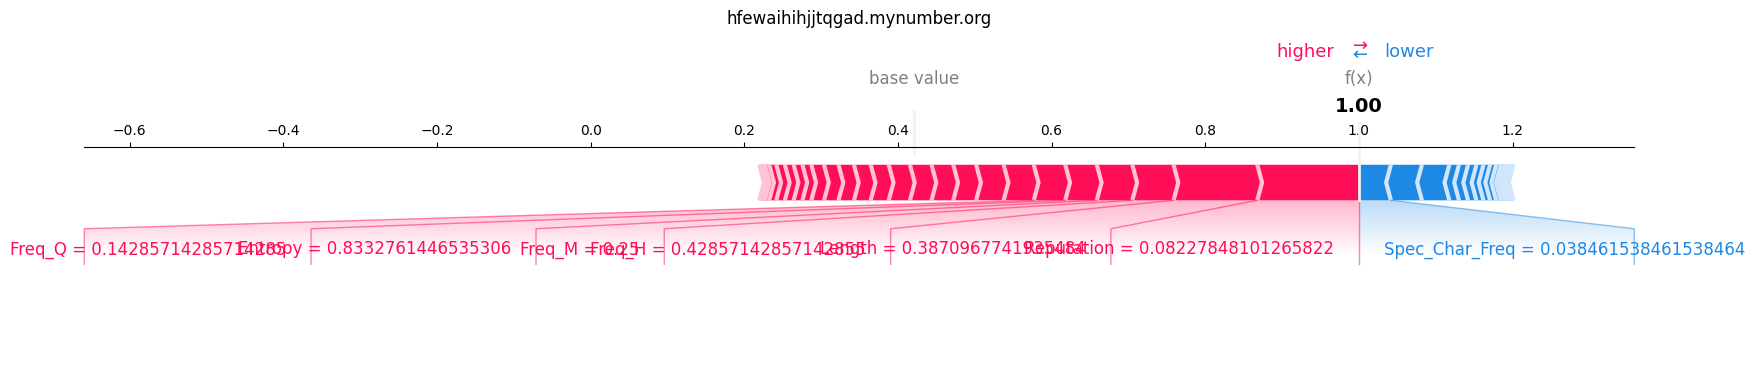 hfewaihihjjtqgad.mynumber.org
higher ⇄ lower
base value f(x)
1.00
−0.6 −0.4 −0.2 0.0 0.2 0.4 0.6 0.8 1.0 1.2
Freq_Q = 0.14285714285714285 Entropy = 0.8332761446535306 Freq_M = 0.25 Freq_H = 0.42857142857142855 Length = 0.3870967741935484 Reputation = 0.08227848101265822 Spec_Char_Freq = 0.038461538461538464